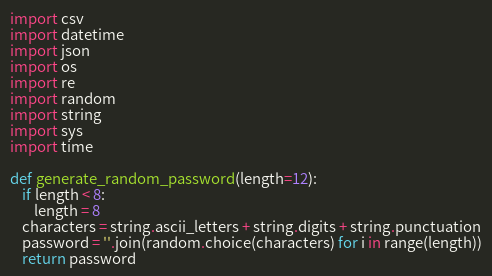 import csv
import datetime
import json
import os
import re
import random
import string
import sys
import time

def generate_random_password(length=12):
    if length < 8:
        length = 8
    characters = string.ascii_letters + string.digits + string.punctuation
    password = ''.join(random.choice(characters) for i in range(length))
    return password